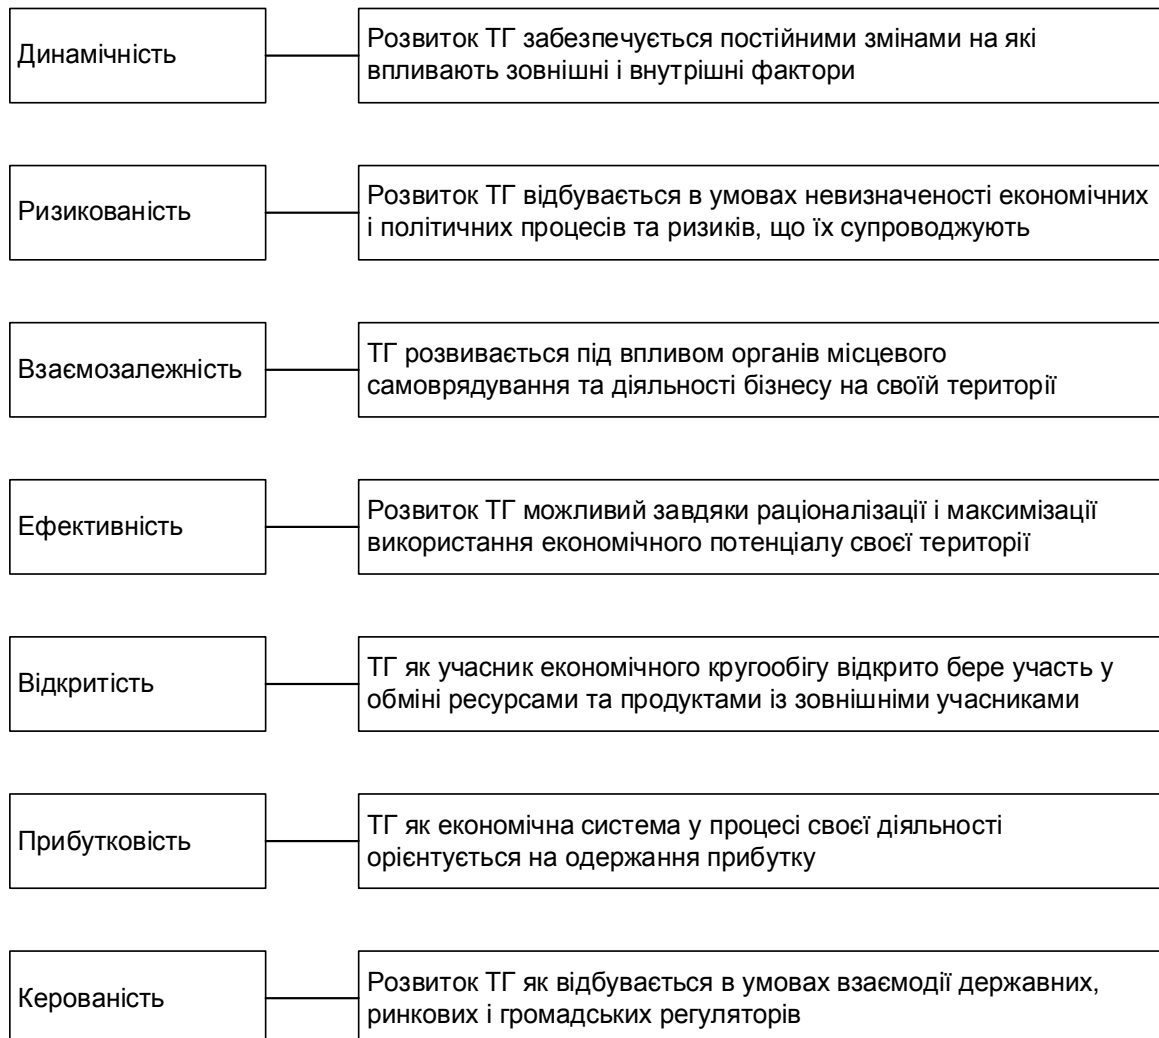 Динамічність
Розвиток ТГ забезпечується постійними змінами на які
впливають зовнішні і внутрішні фактори
Ризикованість
Розвиток ТГ відбувається в умовах невизначеності економічних
і політичних процесів та ризиків, що їх супроводжують
Взаємозалежність
ТГ розвивається під впливом органів місцевого
самоврядування та діяльності бізнесу на своїй території
Ефективність
Розвиток ТГ можливий завдяки раціоналізації і максимізації
використання економічного потенціалу своєї території
Відкритість
ТГ як учасник економічного кругообігу відкрито бере участь у
обміні ресурсами та продуктами із зовнішніми учасниками
Прибутковість
ТГ як економічна система у процесі своєї діяльності
орієнтується на одержання прибутку
Керованість
Розвиток ТГ як відбувається в умовах взаємодії державних,
ринкових і громадських регуляторів